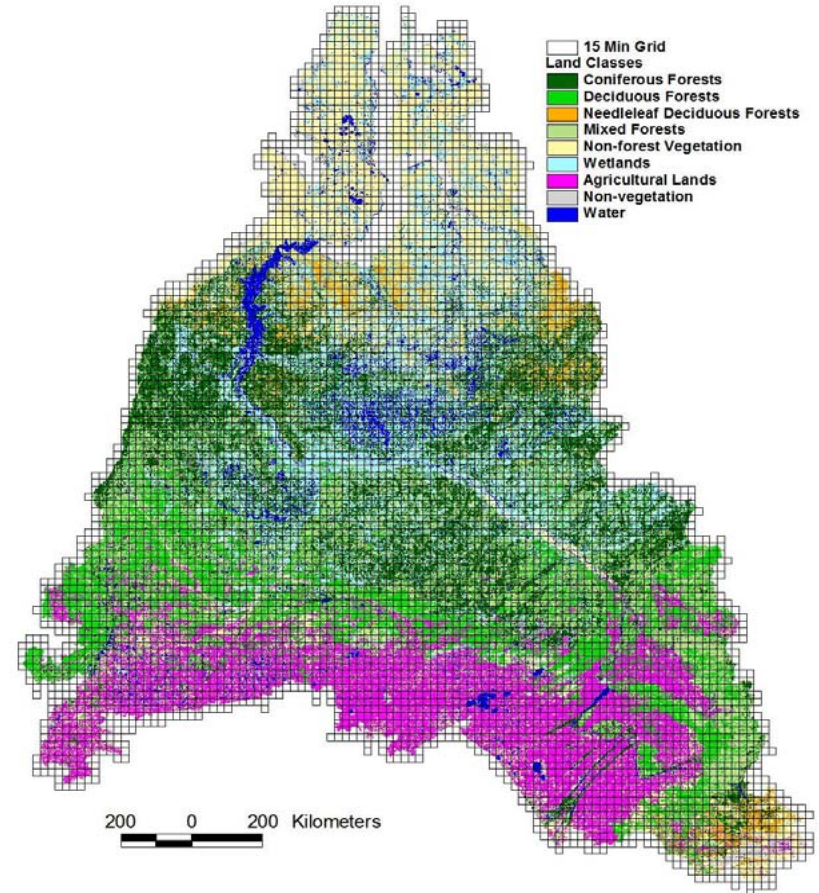 15 Min Grid
Land Classes
Coniferous Forests
Deciduous Forests
Needleleaf Deciduous Forests
Mixed Forests
Non-forest Vegetation
Wetlands
Agricultural Lands
Non-vegetation
Water
200 0 200 Kilometers